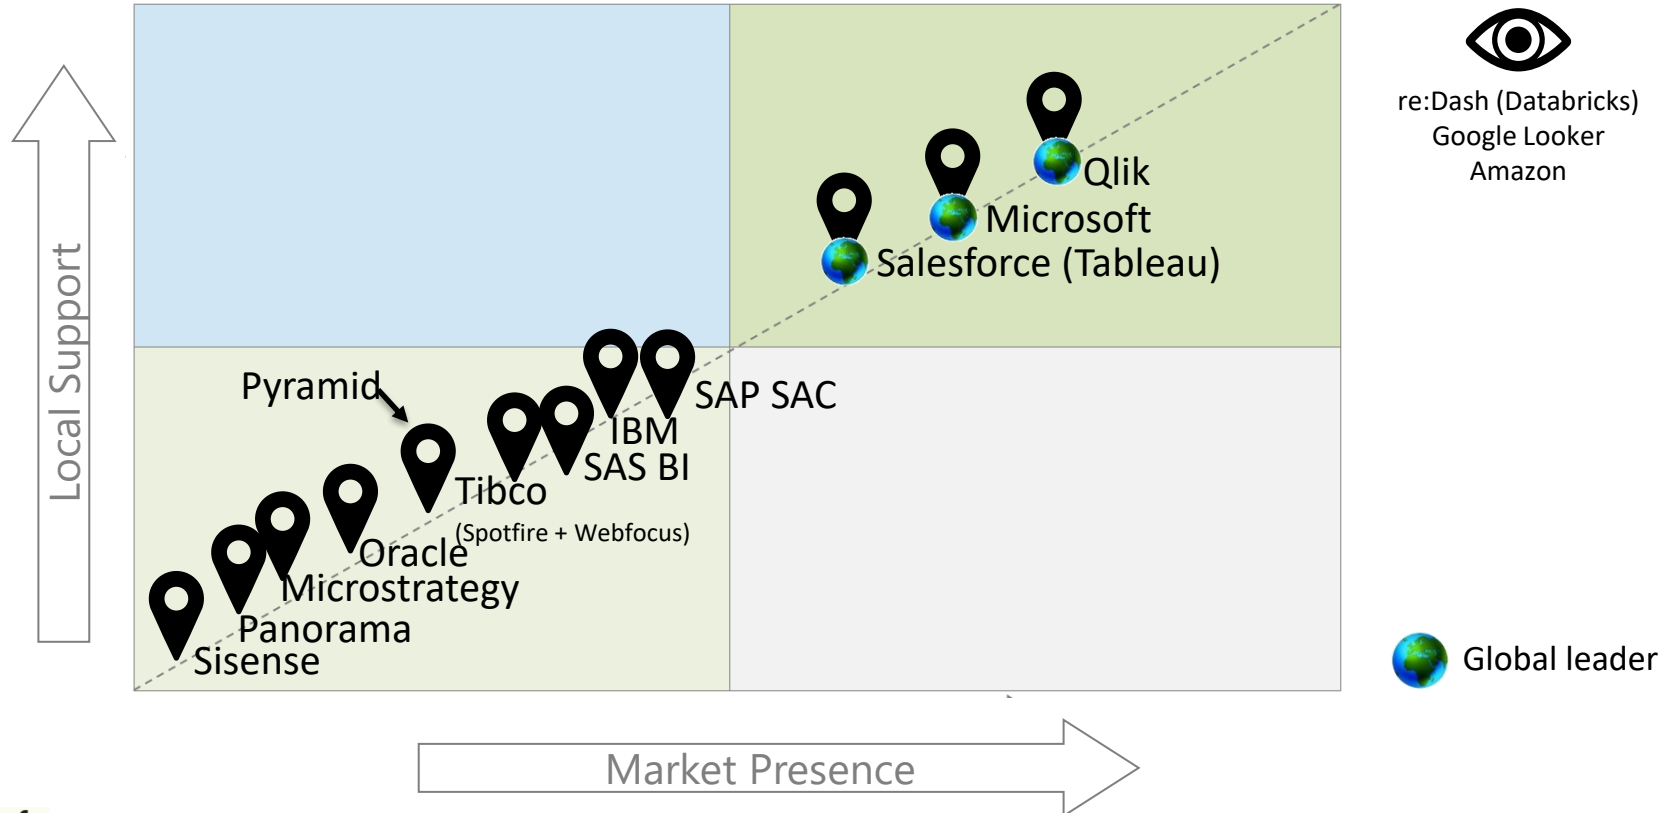 re:Dash (Databricks)
Google Looker
Amazon
Qlik
Microsoft
Salesforce (Tableau)
Local Support
Pyramid
SAP SAC
IBM
SAS BI
Tibco
(Spotfire + Webfocus)
Oracle
Microstrategy
Panorama
Sisense
Global leader
Market Presence